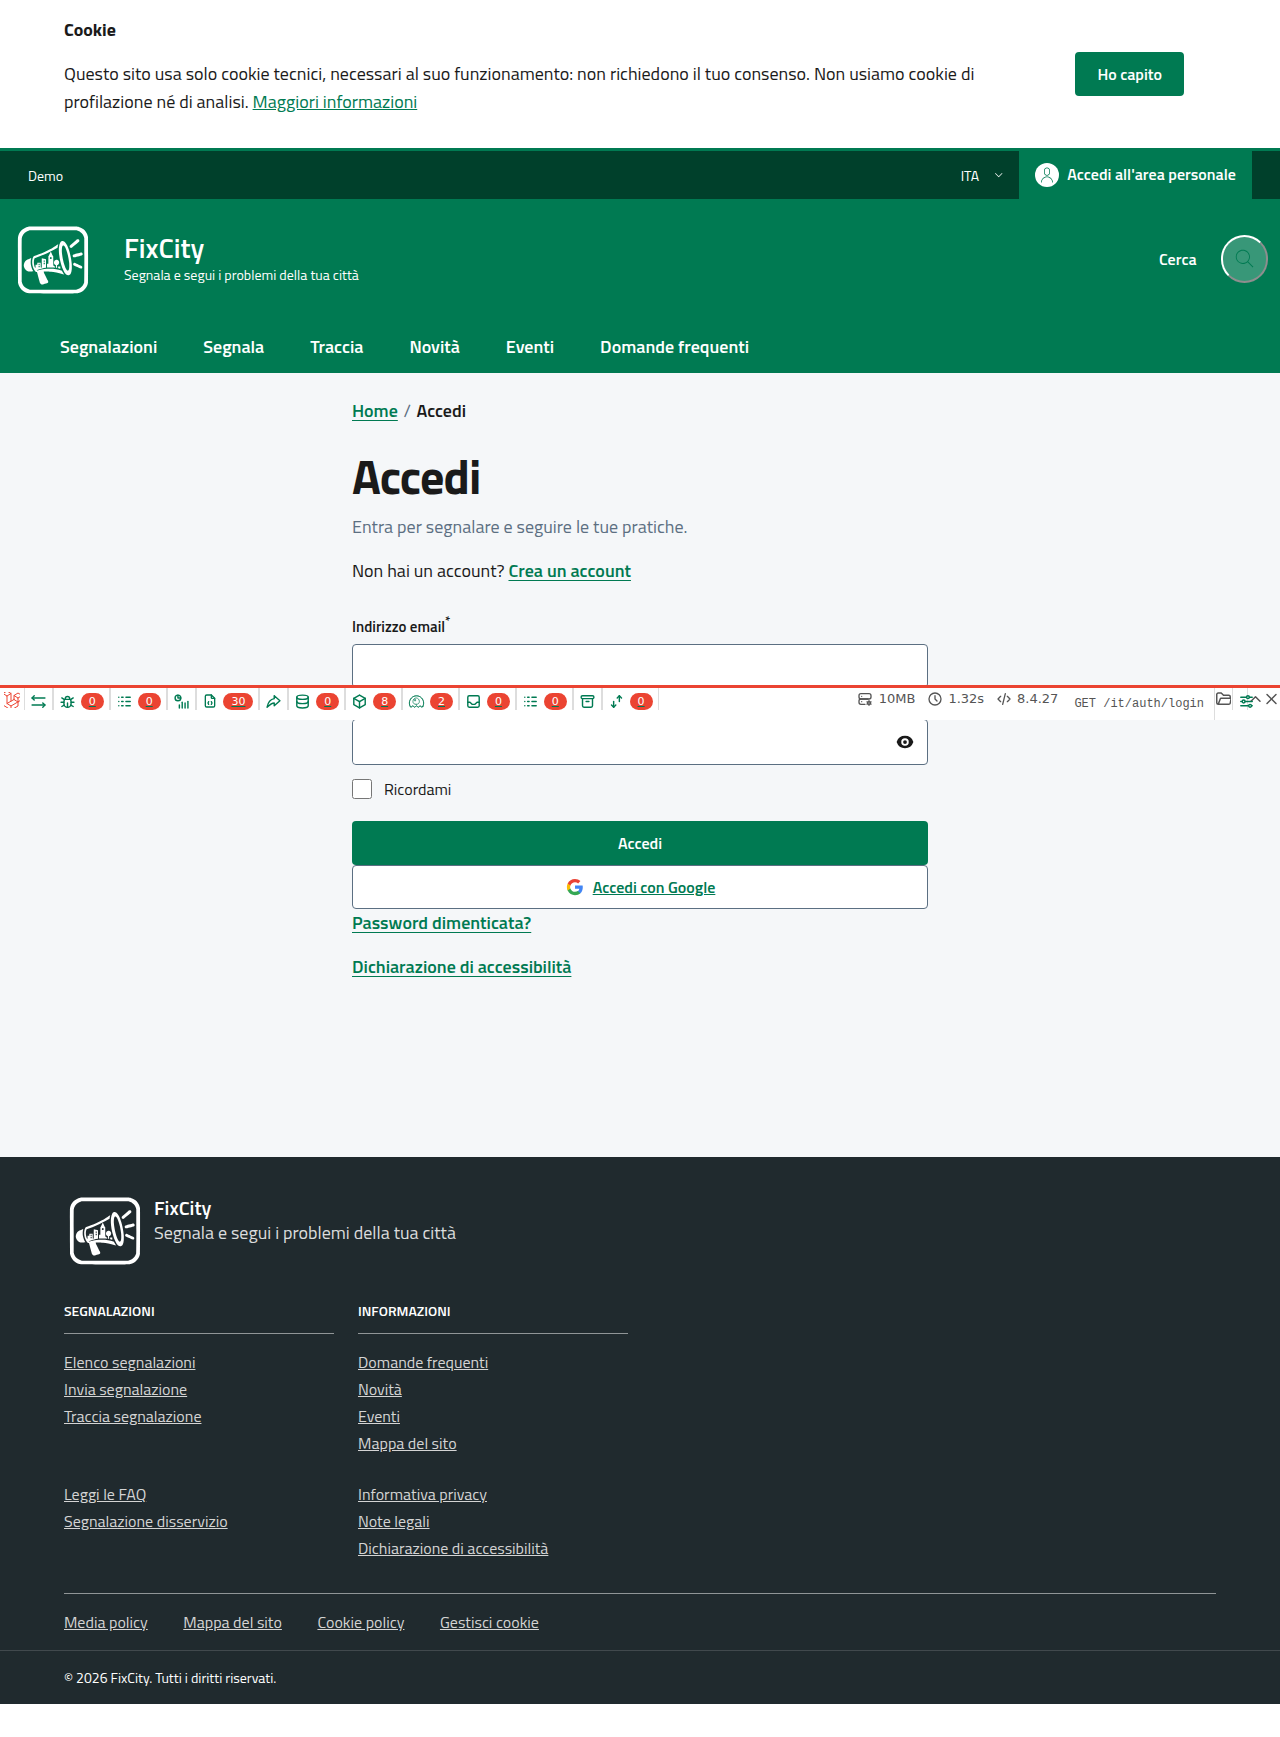 Cookie
Questo sito usa solo cookie tecnici, necessari al suo funzionamento: non richiedono il tuo consenso. Non usiamo cookie di
profilazione né di analisi. Maggiori informazioni
Ho capito
Demo
ITA
Accedi all'area personale
FixCity
Segnala e segui i problemi della tua città
Cerca
Segnalazioni
Segnala
Traccia
Novità
Eventi
Domande frequenti
Home / Accedi
Accedi
Entra per segnalare e seguire le tue pratiche.
Non hai un account? Crea un account
Indirizzo email*
0
0
30
0
8
2
0
0
0
10MB
1.32s
8.4.27
GET /it/auth/login
Ricordami
Accedi
Accedi con Google
Password dimenticata?
Dichiarazione di accessibilità
FixCity
Segnala e segui i problemi della tua città
SEGNALAZIONI
Elenco segnalazioni
Invia segnalazione
Traccia segnalazione
Leggi le FAQ
Segnalazione disservizio
INFORMAZIONI
Domande frequenti
Novità
Eventi
Mappa del sito
Informativa privacy
Note legali
Dichiarazione di accessibilità
Media policy
Mappa del sito
Cookie policy
Gestisci cookie
© 2026 FixCity. Tutti i diritti riservati.